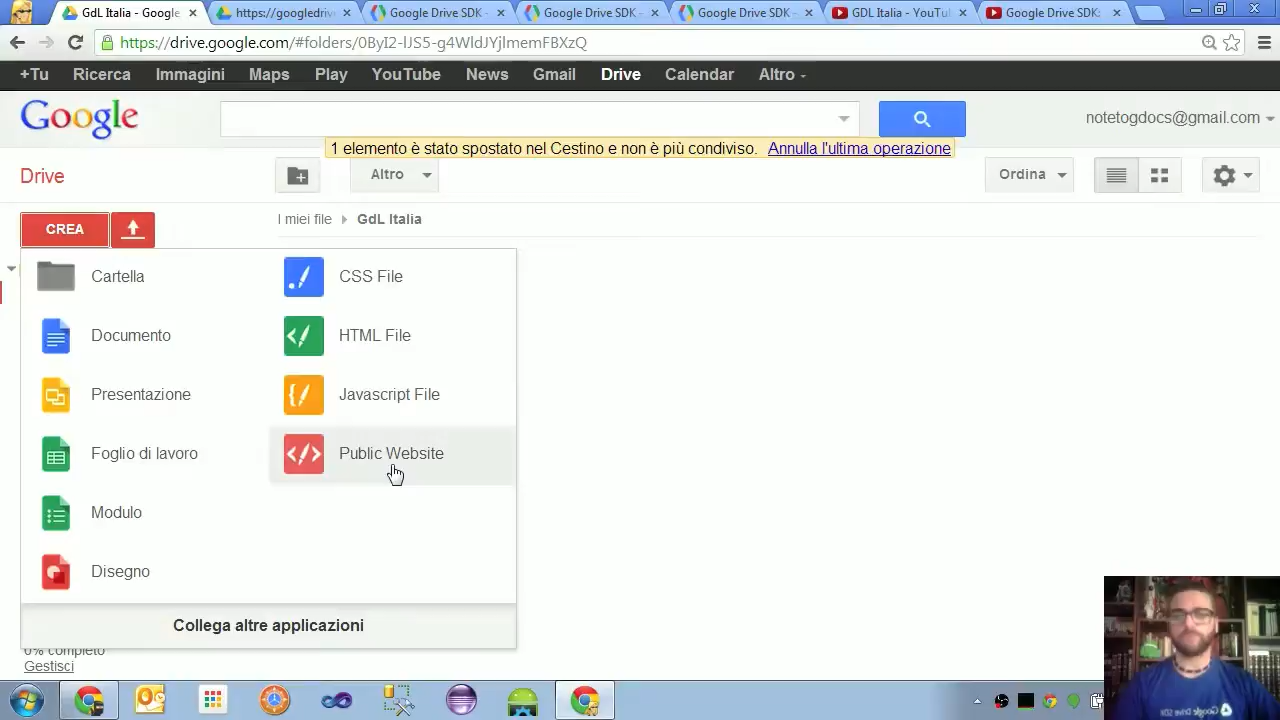 GdL Italia - Google
https://googledriv
Google Drive SDK -
Google Drive SDK -
Google Drive SDK -
GdL Italia - YouTu
Google Drive SDK:
https://drive.google.com/#folders/0ByI2-lJS5-g4WldJYjlmemFBXzQ
+Tu Ricerca Immagini Maps Play YouTube News Gmail Drive Calendar Altro
Google
notetogdocs@gmail.com
1 elemento è stato spostato nel Cestino e non è più condiviso. Annulla l'ultima operazione
Drive
Altro
Ordina
CREA
I miei file
GdL Italia
Cartella
CSS File
Documento
HTML File
Presentazione
Javascript File
Foglio di lavoro
Public Website
Modulo
Disegno
Collega altre applicazioni
0% completo
Gestisci